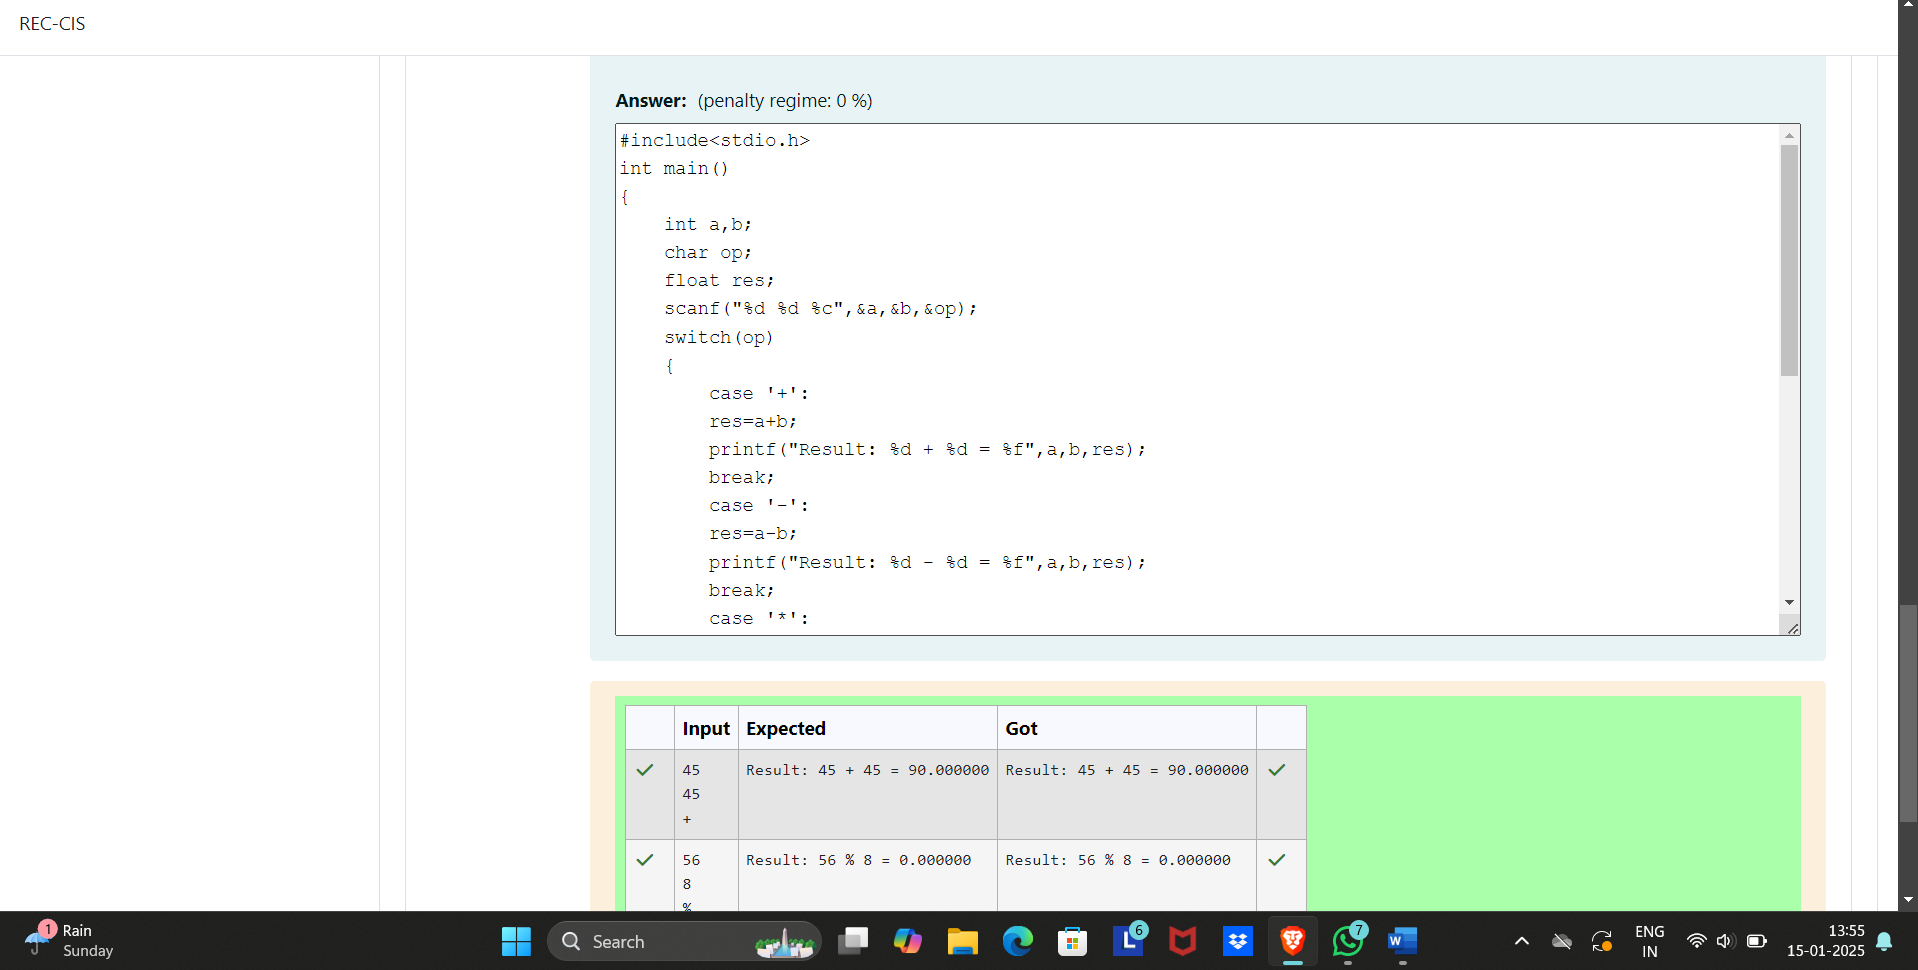 REC-CIS
Answer: (penalty regime: 0 %)
#include<stdio.h>
int main()
{
    int a,b;
    char op;
    float res;
    scanf("%d %d %c",&a,&b,&op);
    switch(op)
    {
        case '+':
        res=a+b;
        printf("Result: %d + %d = %f",a,b,res);
        break;
        case '-':
        res=a-b;
        printf("Result: %d - %d = %f",a,b,res);
        break;
        case '*':
Input Expected Got
45 Result: 45 + 45 = 90.000000 Result: 45 + 45 = 90.000000
45
+
56 Result: 56 % 8 = 0.000000 Result: 56 % 8 = 0.000000
8
%
1 Rain
Sunday
Search
L 6
7
W
ENG
IN
13:55
15-01-2025